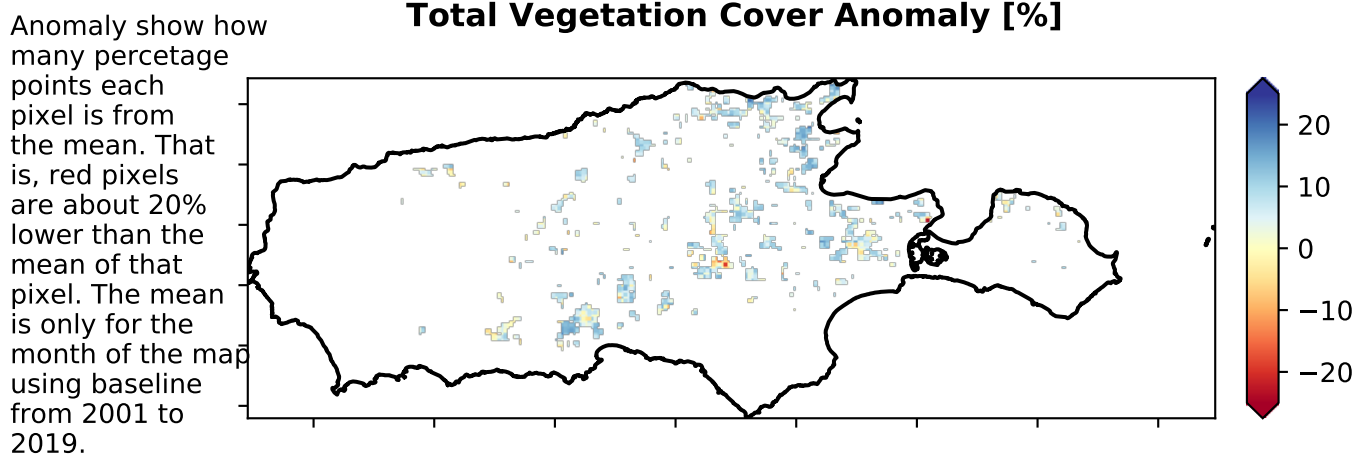 Total Vegetation Cover Anomaly [%]
Anomaly show how
many percetage
points each
pixel is from
the mean. That
is, red pixels
are about 20%
lower than the
mean of that
pixel. The mean
is only for the
month of the map
using baseline
from 2001 to
2019.
20
10
0
−10
−20